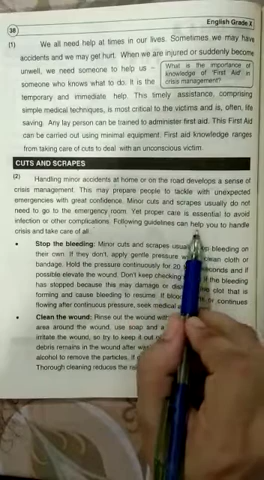 38
English Grade X
(1) We all need help at times in our lives. Sometimes we may have
accidents and we may get hurt. When we are injured or suddenly become
unwell, we need someone to help us –
someone who knows what to do. It is the
What is the importance of
knowledge of 'First Aid' in
crisis management?
temporary and immediate help. This timely assistance, comprising
simple medical techniques, is most critical to the victims and is, often, life
saving. Any lay person can be trained to administer first aid. This First Aid
can be carried out using minimal equipment. First aid knowledge ranges
from taking care of cuts to deal with an unconscious victim.
CUTS AND SCRAPES
(2) Handling minor accidents at home or on the road develops a sense of
crisis management. This may prepare people to tackle with unexpected
emergencies with great confidence. Minor cuts and scrapes usually do not
need to go to the emergency room. Yet proper care is essential to avoid
infection or other complications. Following guidelines can help you to handle
crisis and take care of all.
• Stop the bleeding: Minor cuts and scrapes bleeding on
their own. If they don't, apply gentle pressure cloth or
bandage. Hold the pressure continuously for 20 seconds and if
possible elevate the wound. Don't keep checking if the bleeding
has stopped because this may damage or clot that is
forming and cause bleeding to resume. If blood or continues
flowing after continuous pressure, seek medical
• Clean the wound: Rinse out the wound
area around the wound, use soap and a
irritate the wound, so try to keep it out
debris remains in the wound after
alcohol to remove the particles.
Thorough cleaning reduces the